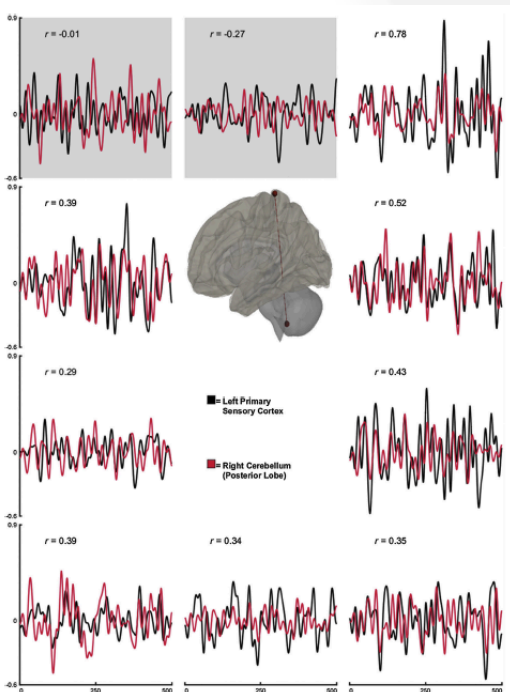 0.9
r = -0.01
r = -0.27
r = 0.78
0
-0.6
0.9
r = 0.39
r = 0.52
0
-0.6
0.9
r = 0.29
r = 0.43
= Left Primary
Sensory Cortex
0
= Right Cerebellum
(Posterior Lobe)
-0.6
0.9
r = 0.39
r = 0.34
r = 0.35
0
-0.6
0 250 500 0 250 500 0 250 500